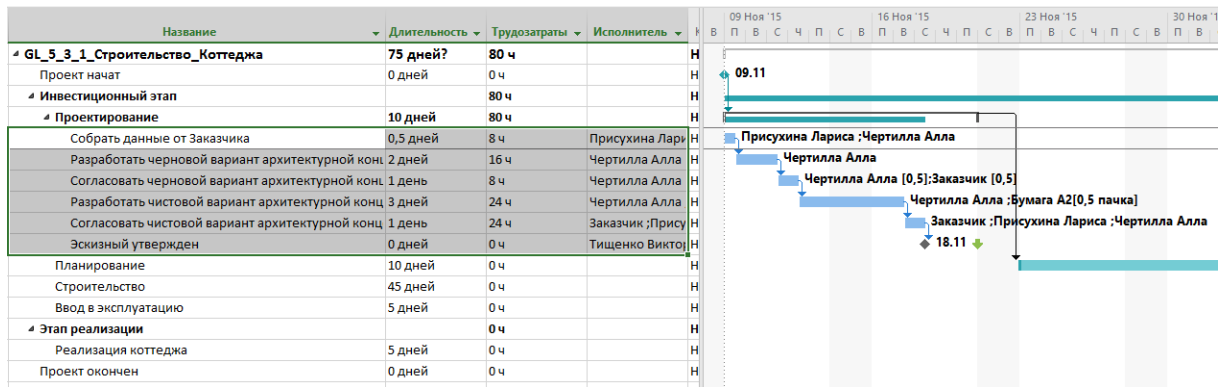 09 Ноя '15 16 Ноя '15 23 Ноя '15 30 Ноя '1
Название Длительность Трудозатраты Исполнитель В П В С Ч П С В П В С Ч П С В П В С Ч П С В П В
GL_5_3_1_Строительство_Коттеджа 75 дней? 80 ч Н
Проект начат 0 дней 0 ч Н 09.11
Инвестиционный этап 80 ч Н
Проектирование 10 дней 80 ч Н
Собрать данные от Заказчика 0,5 дней 8 ч Присухина Лари Н Присухина Лариса ;Чертилла Алла
Разработать черновой вариант архитектурной конц 2 дней 16 ч Чертилла Алла Н Чертилла Алла
Согласовать черновой вариант архитектурной конц 1 день 8 ч Чертилла Алла Н Чертилла Алла [0,5];Заказчик [0,5]
Разработать чистовой вариант архитектурной конц 3 дней 24 ч Чертилла Алла Н Чертилла Алла ;Бумага А2[0,5 пачка]
Согласовать чистовой вариант архитектурной конц 1 день 24 ч Заказчик ;Прису Н Заказчик ;Присухина Лариса ;Чертилла Алла
Эскизный утвержден 0 дней 0 ч Тищенко Виктор Н 18.11
Планирование 10 дней 0 ч Н
Строительство 45 дней 0 ч Н
Ввод в эксплуатацию 5 дней 0 ч Н
Этап реализации 0 ч Н
Реализация коттеджа 5 дней 0 ч Н
Проект окончен 0 дней 0 ч Н